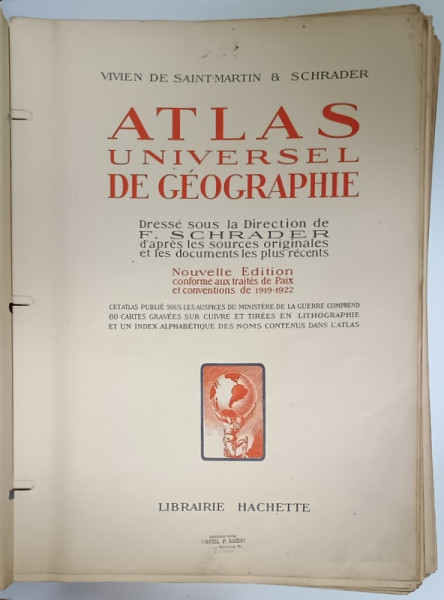 VIVIEN DE SAINT-MARTIN & SCHRADER
ATLAS
UNIVERSEL
DE GÉOGRAPHIE
Dressé sous la Direction de
F. SCHRADER
d'après les sources originales
et les documents les plus récents
Nouvelle Edition
conforme aux traités de Paix
et conventions de 1919-1922
CET ATLAS PUBLIÉ SOUS LES AUSPICES DU MINISTÈRE DE LA GUERRE COMPREND
80 CARTES GRAVÉES SUR CUIVRE ET TIRÉES EN LITHOGRAPHIE
ET UN INDEX ALPHABÉTIQUE DES NOMS CONTENUS DANS L'ATLAS
LIBRAIRIE HACHETTE